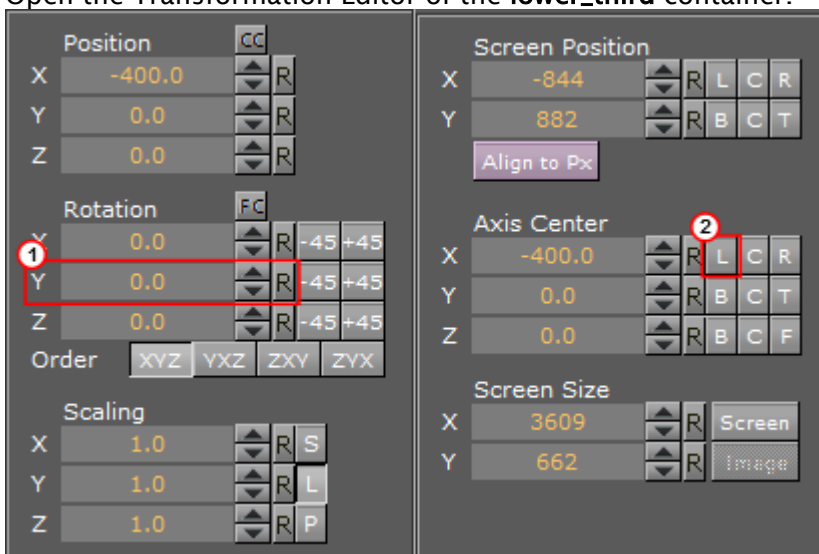 Open the Transformation Editor of the lower_third container.
Position CC
X -400.0 R
Y 0.0 R
Z 0.0 R
Rotation FC
X 0.0 R -45 +45
1
Y 0.0 R -45 +45
Z 0.0 R -45 +45
Order XYZ YXZ ZXY ZYX
Scaling
X 1.0 R S
Y 1.0 R L
Z 1.0 R P
Screen Position
X -844 R L C R
Y 882 R B C T
Align to Px
Axis Center
2
X -400.0 R L C R
Y 0.0 R B C T
Z 0.0 R B C F
Screen Size
X 3609 R Screen
Y 662 R Image